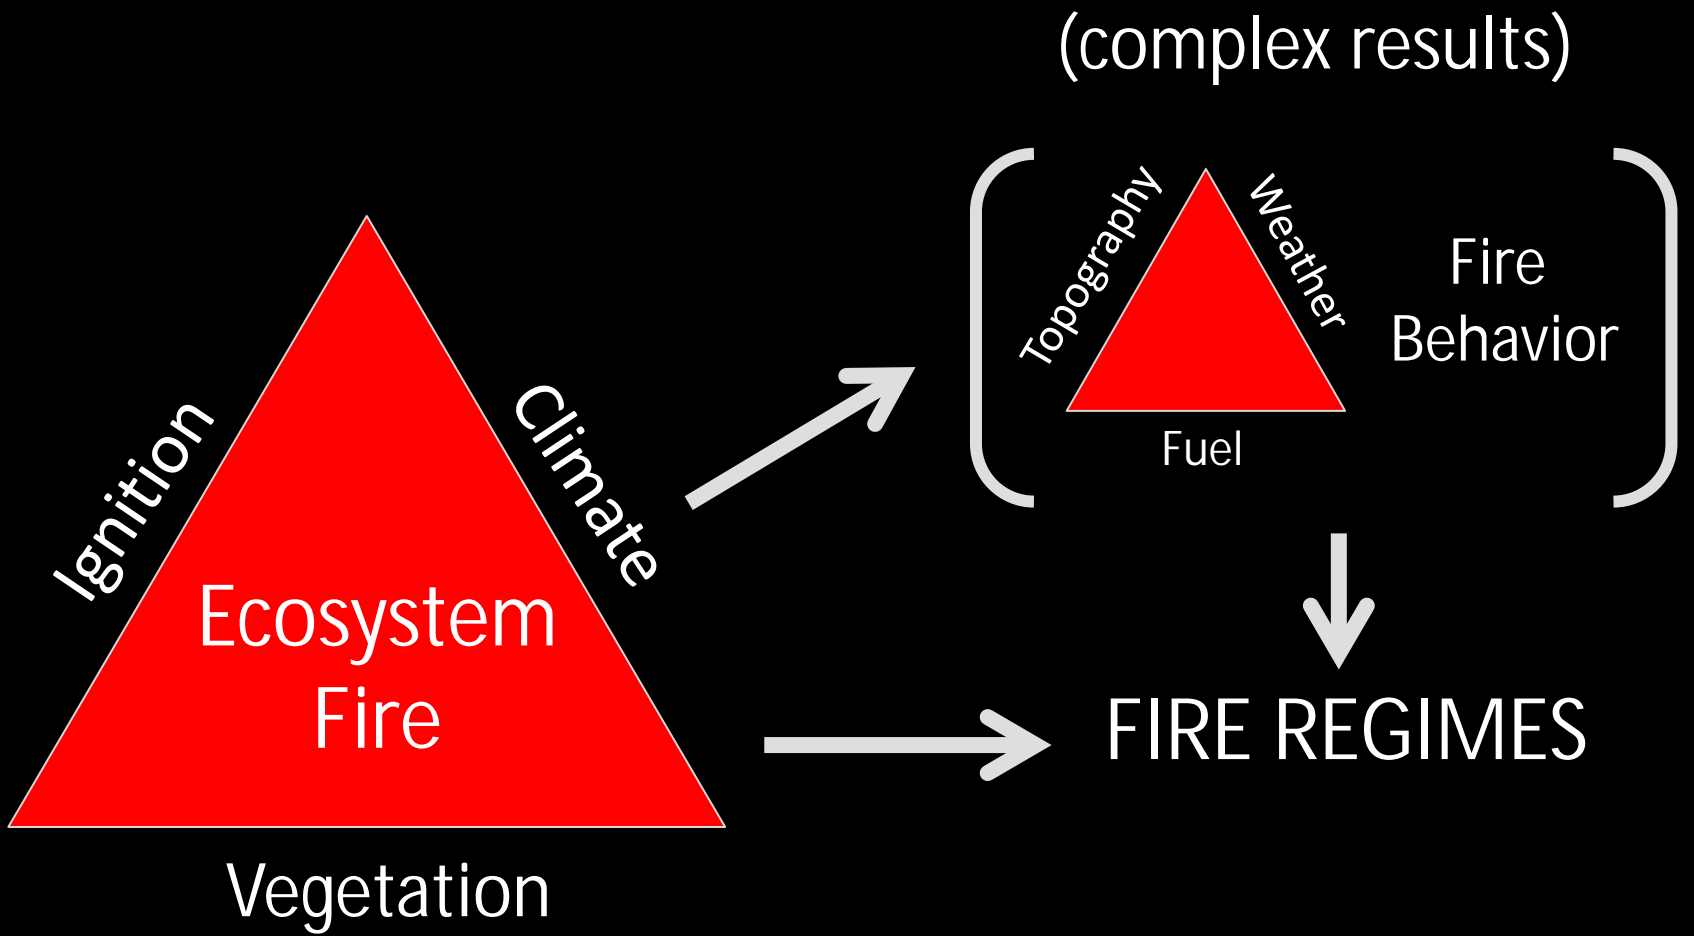 (complex results)
Topography
Weather
Fire
Behavior
Fuel
Ignition
Climate
Ecosystem
Fire
FIRE REGIMES
Vegetation